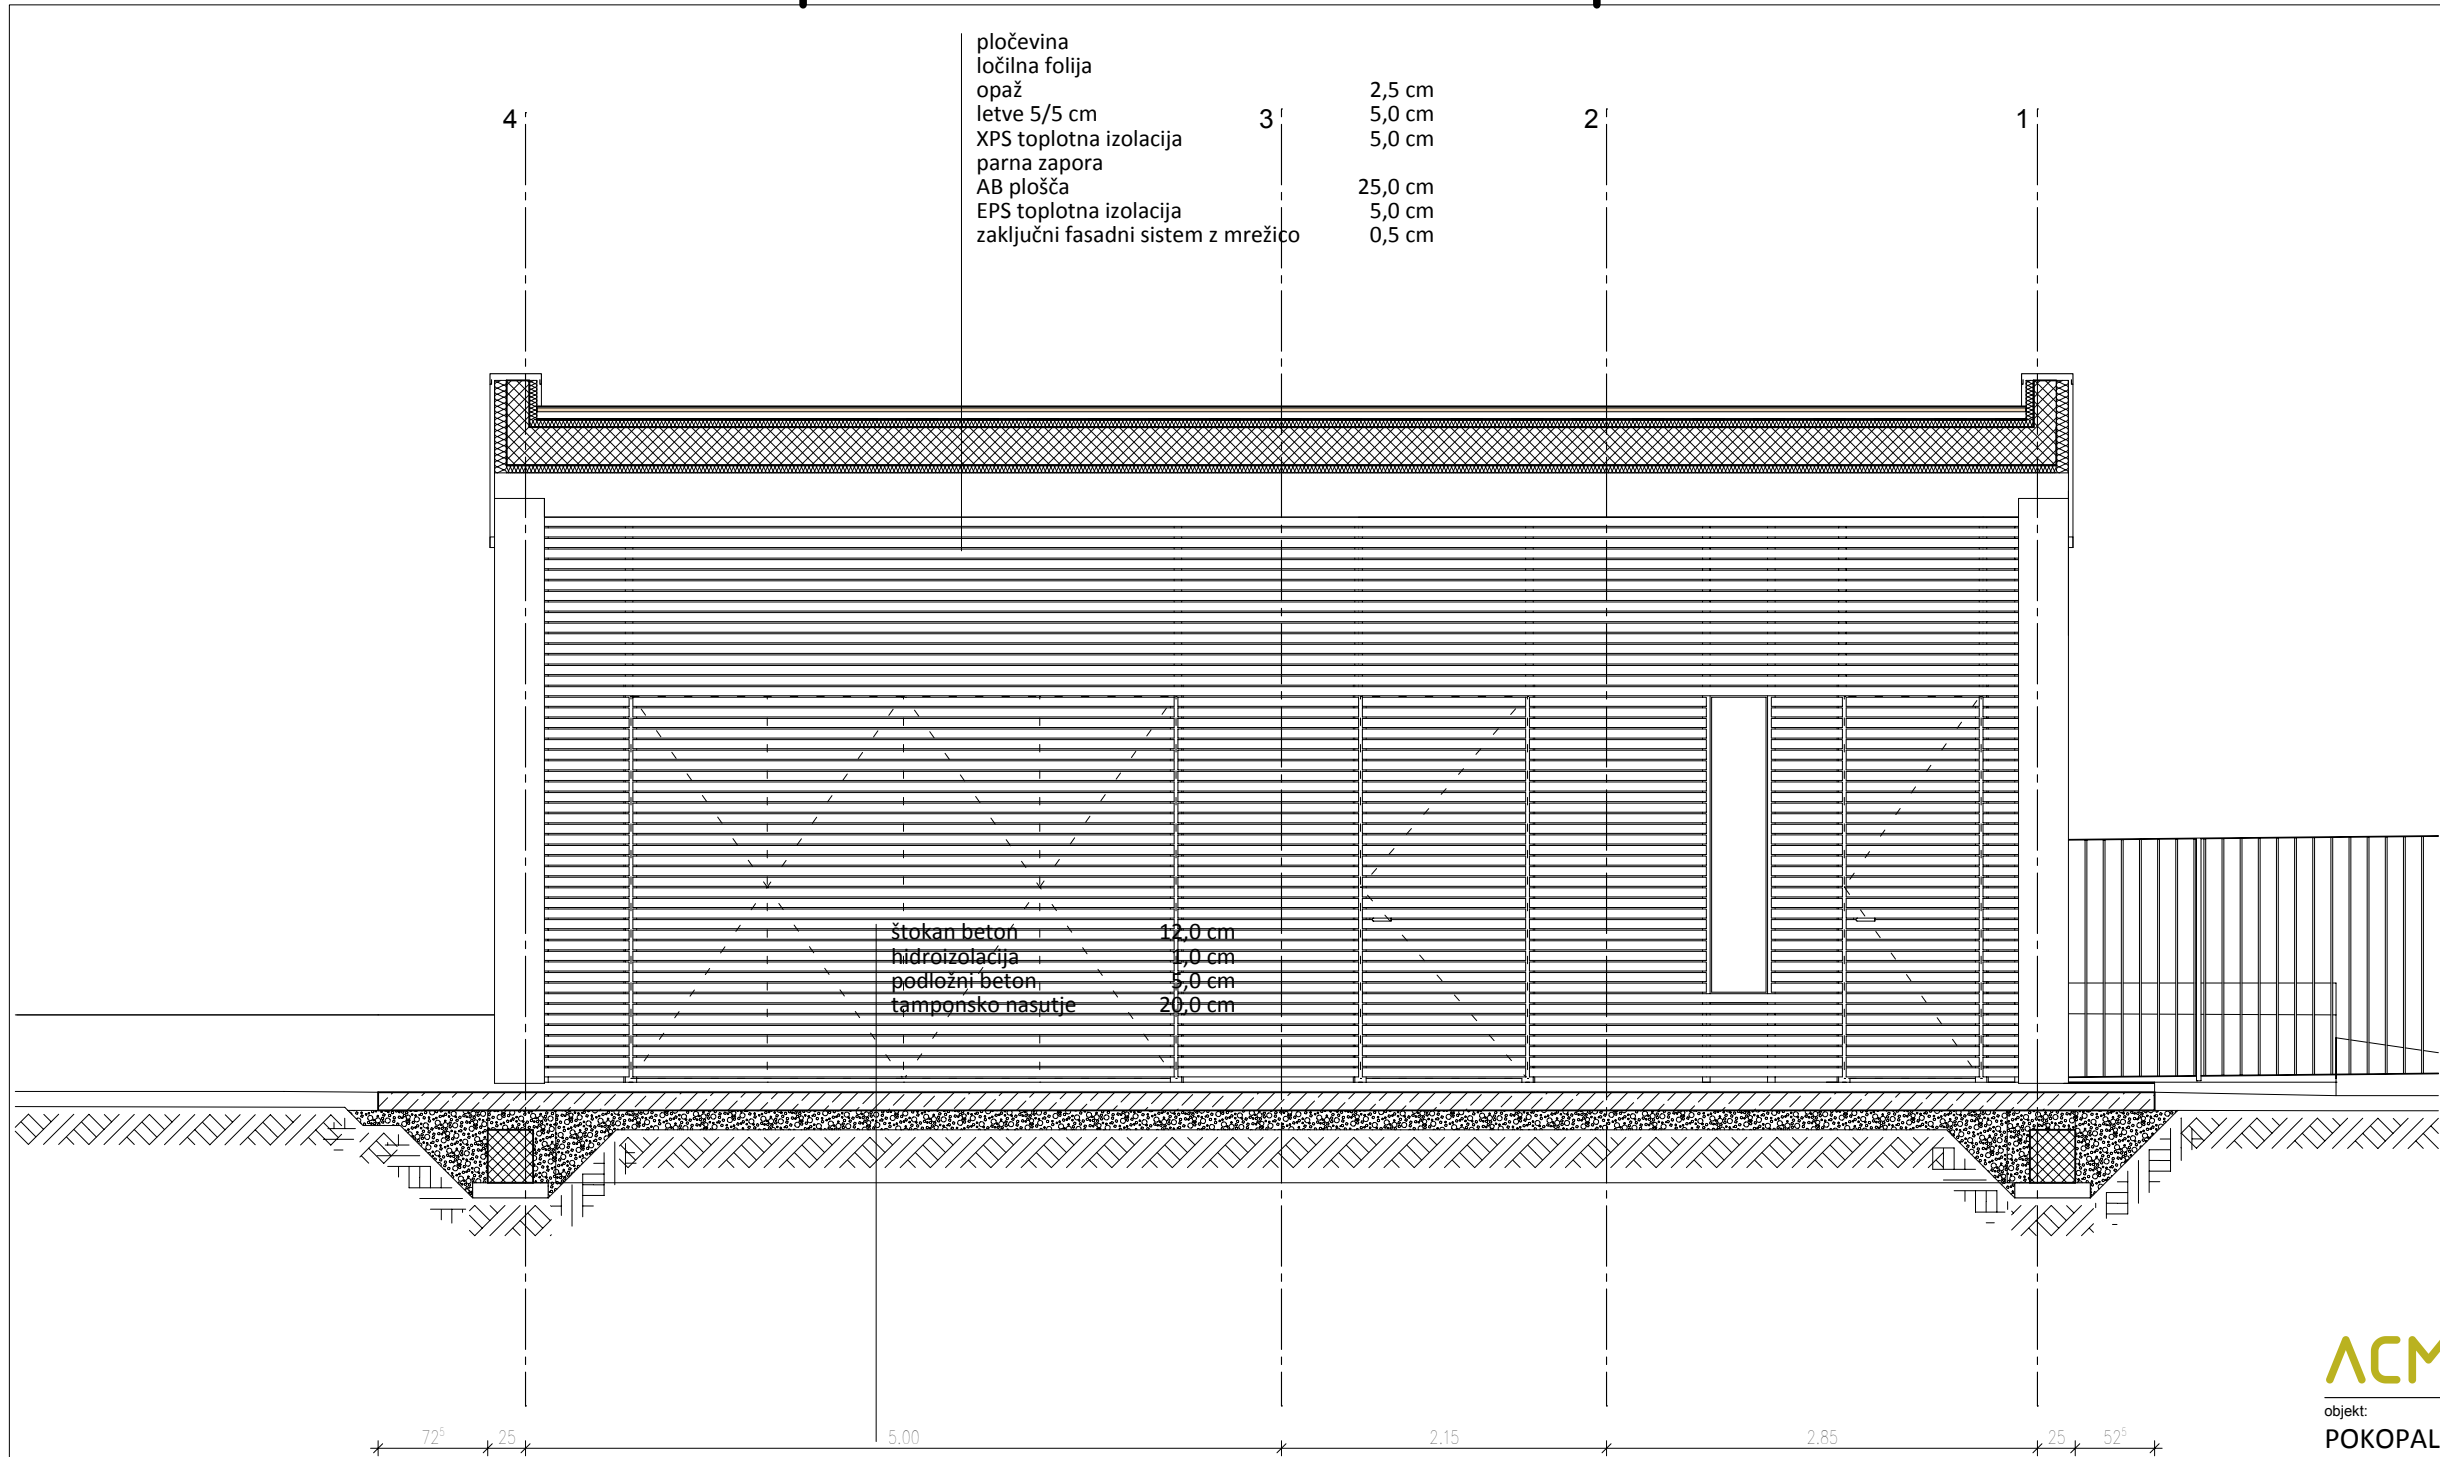 pločevina
ločilna folija
opaž 2,5 cm
letve 5/5 cm 5,0 cm
XPS toplotna izolacija 5,0 cm
parna zapora
AB plošča 25,0 cm
EPS toplotna izolacija 5,0 cm
zaključni fasadni sistem z mrežico 0,5 cm
4 3 2 1
štokan beton 12,0 cm
hidroizolacija 1,0 cm
podložni beton 5,0 cm
tamponsko nasutje 20,0 cm
ACM
objekt:
POKOPAL
72⁵ 25 5.00 2.15 2.85 25 52⁵